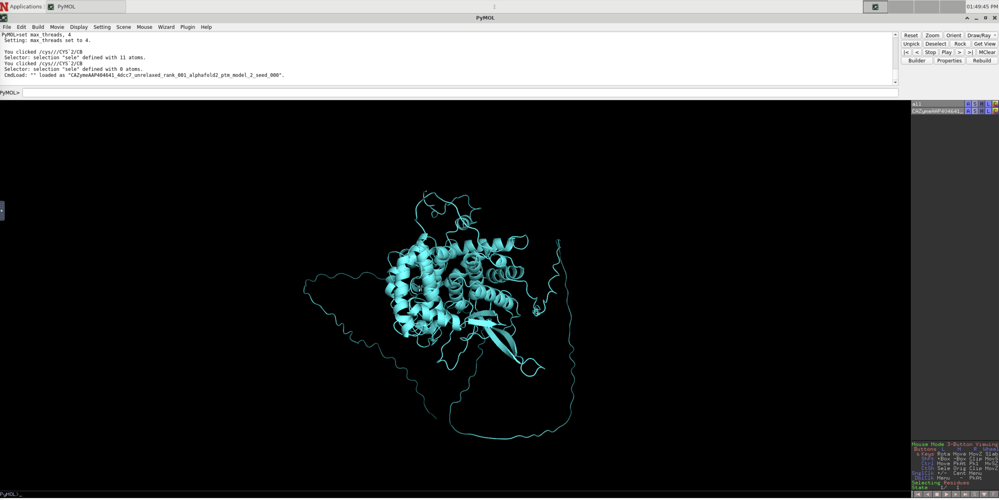 N Applications PyMOL 01:49:45 PM
PyMOL
File Edit Build Movie Display Setting Scene Mouse Wizard Plugin Help
PyMOL>set max_threads, 4
Setting: max_threads set to 4.
You clicked /cys///CYS`2/CB
Selector: selection "sele" defined with 11 atoms.
You clicked /cys///CYS`2/CB
Selector: selection "sele" defined with 0 atoms.
CmdLoad: "" loaded as "CAZymeAAP404641_4dcc7_unrelaxed_rank_001_alphafold2_ptm_model_2_seed_000".
PyMOL>
Reset Zoom Orient Draw/Ray
Unpick Deselect Rock Get View
|< < Stop Play > >| MClear
Builder Properties Rebuild
all A S H L C
CAZymeAAP404641_ A S H L C
Mouse Mode 3-Button Viewing
Buttons L M R Wheel
& Keys Rota Move MovZ Slab
Shft +Box -Box Clip MovS
Ctrl Move PkAt Pk1 MvSZ
CtSh Sele Orig Clip MovZ
SnglClk +/- Cent Menu
DblClk Menu - PkAt
Selecting Residues
State 1/ 1
PyMOL>_
S F